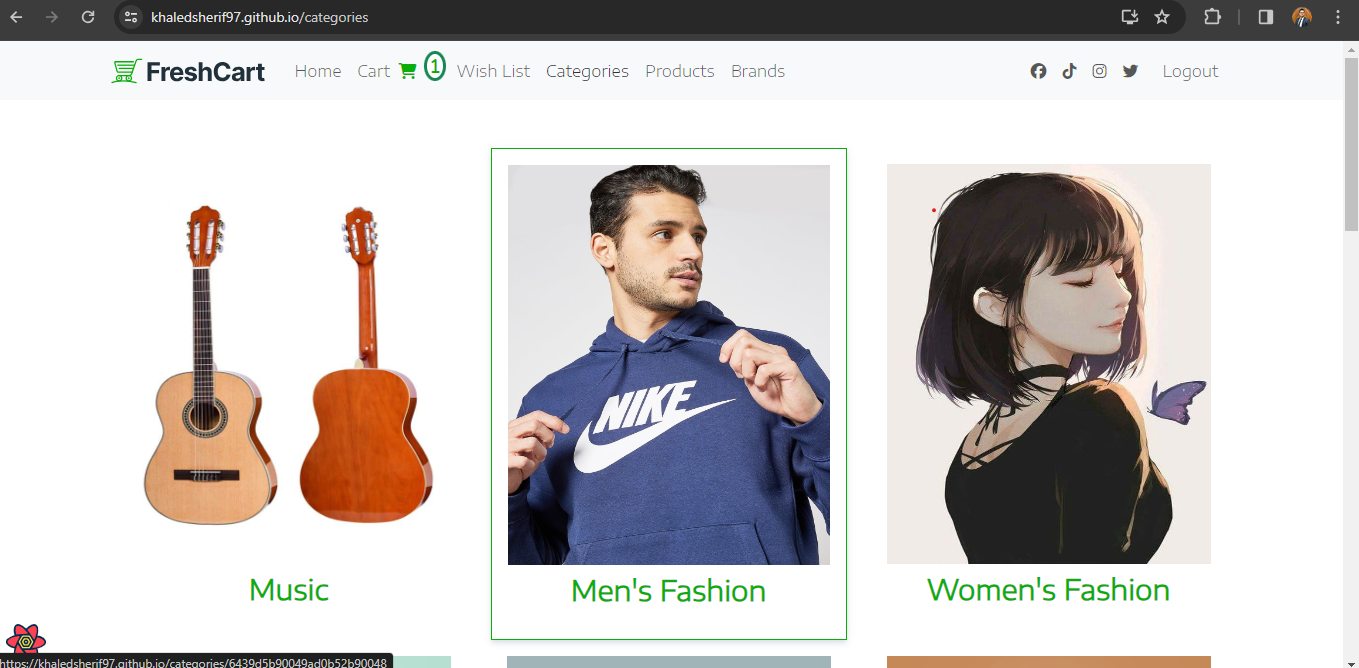 khaledsherif97.github.io/categories
FreshCart Home Cart 1 Wish List Categories Products Brands Logout
NIKE
Music Men's Fashion Women's Fashion
https://khaledsherif97.github.io/categories/6439d5b90049ad0b52b90048